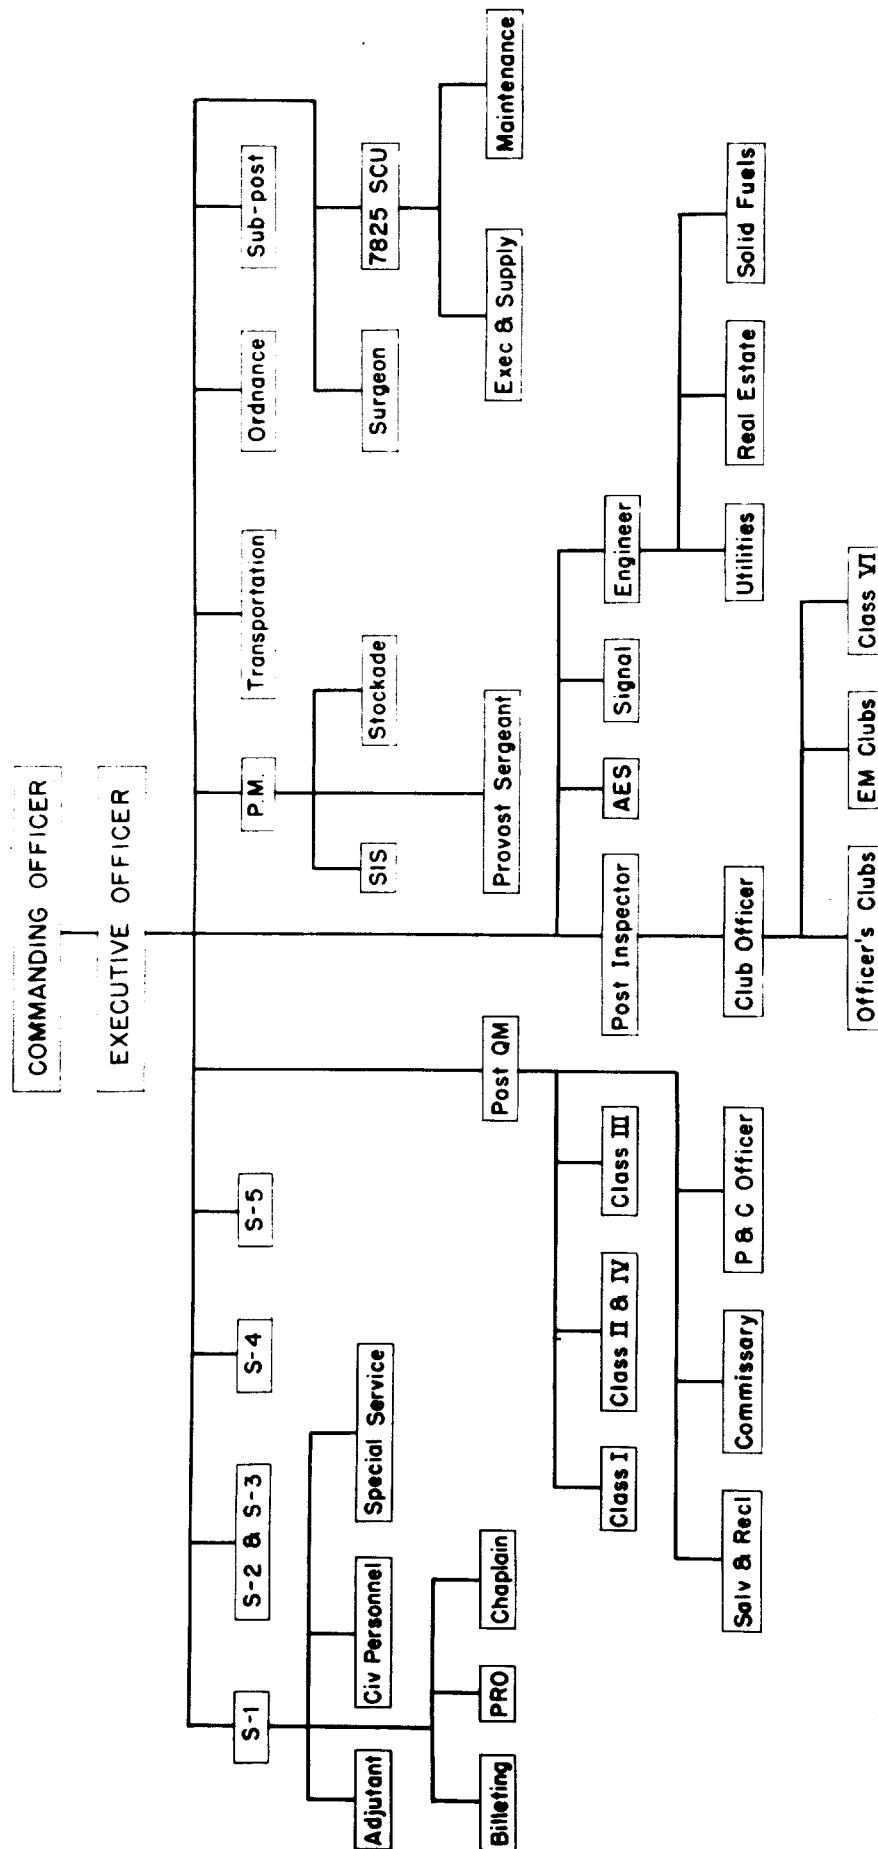 COMMANDING OFFICER
EXECUTIVE OFFICER
S-1
S-2 & S-3
S-4
S-5
P.M.
Transportation
Ordnance
Sub-post
Adjutant
Civ Personnel
Special Service
SIS
Stockade
Surgeon
7825 SCU
Billeting
PRO
Chaplain
Post QM
Provost Sergeant
Exec & Supply
Maintenance
Class I
Class II & IV
Class III
Post Inspector
AES
Signal
Engineer
Salv & Recl
Commissary
P & C Officer
Club Officer
Utilities
Real Estate
Solid Fuels
Officer's Clubs
EM Clubs
Class VI